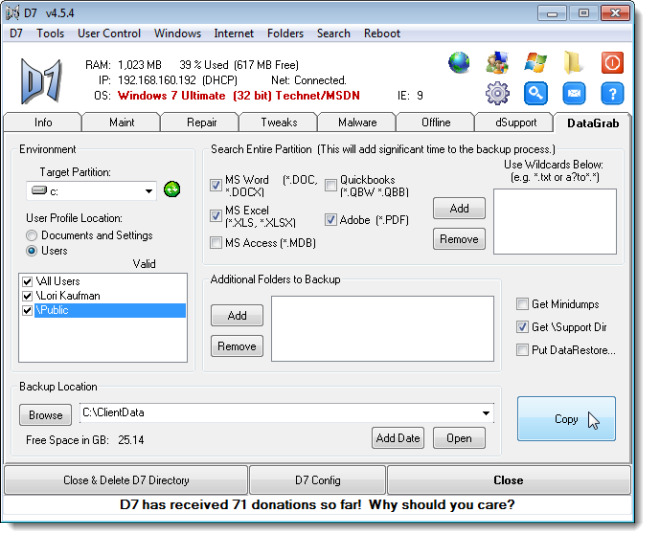 D7 v4.5.4
D7 Tools User Control Windows Internet Folders Search Reboot
D7
RAM: 1,023 MB 39 % Used (617 MB Free)
IP: 192.168.160.192 (DHCP) Net: Connected.
OS: Windows 7 Ultimate (32 bit) Technet/MSDN IE: 9
Info Maint Repair Tweaks Malware Offline dSupport DataGrab
Environment
Target Partition:
c:
User Profile Location:
Documents and Settings
Users
Valid
\All Users
\Lori Kaufman
\Public
Search Entire Partition (This will add significant time to the backup process.)
MS Word (*.DOC, *.DOCX)
Quickbooks (*.QBW *.QBB)
MS Excel (*.XLS, *.XLSX)
Adobe (*.PDF)
MS Access (*.MDB)
Add
Remove
Use Wildcards Below:
(e.g. *.txt or a?to*.*)
Additional Folders to Backup
Add
Remove
Get Minidumps
Get \Support Dir
Put DataRestore...
Backup Location
Browse C:\ClientData
Free Space in GB: 25.14
Add Date Open
Copy
Close & Delete D7 Directory D7 Config Close
D7 has received 71 donations so far! Why should you care?